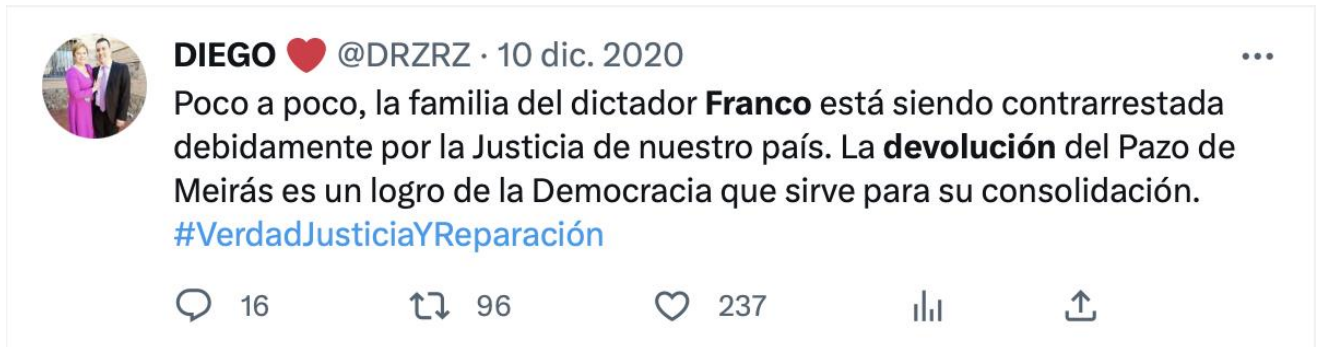 DIEGO ❤️ @DRZRZ · 10 dic. 2020
Poco a poco, la familia del dictador Franco está siendo contrarrestada
debidamente por la Justicia de nuestro país. La devolución del Pazo de
Meirás es un logro de la Democracia que sirve para su consolidación.
#VerdadJusticiaYReparación
16 96 237